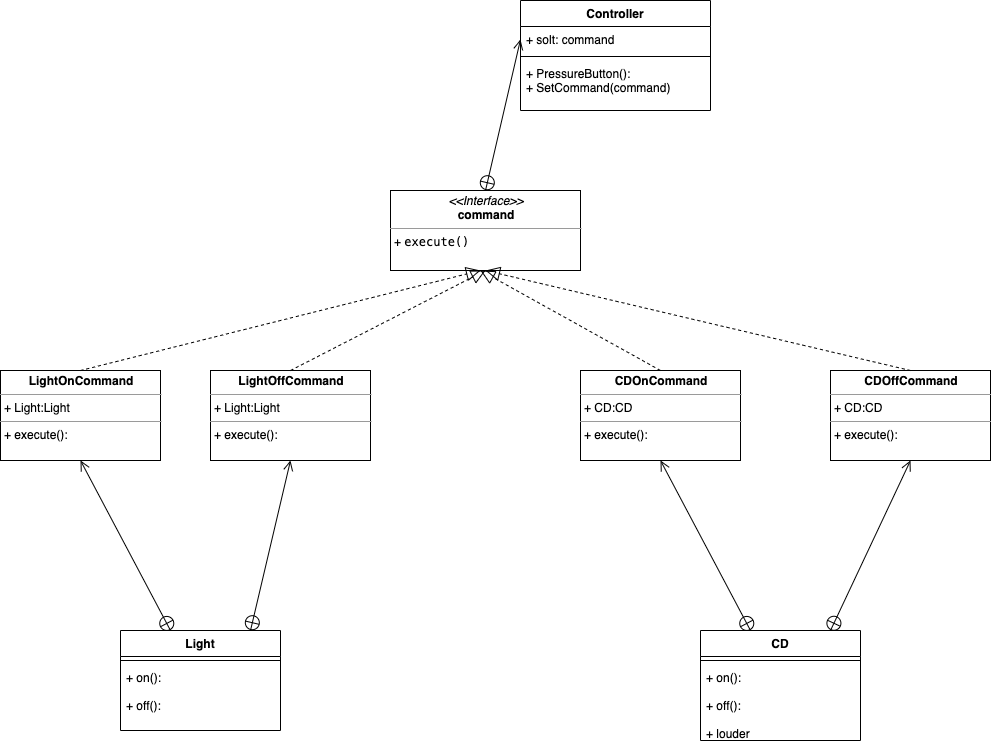 Controller
+ solt: command
+ PressureButton():
+ SetCommand(command)
<<Interface>>
command
+ execute()
LightOnCommand
+ Light:Light
+ execute():
LightOffCommand
+ Light:Light
+ execute():
CDOnCommand
+ CD:CD
+ execute():
CDOffCommand
+ CD:CD
+ execute():
Light
+ on():
+ off():
CD
+ on():
+ off():
+ louder